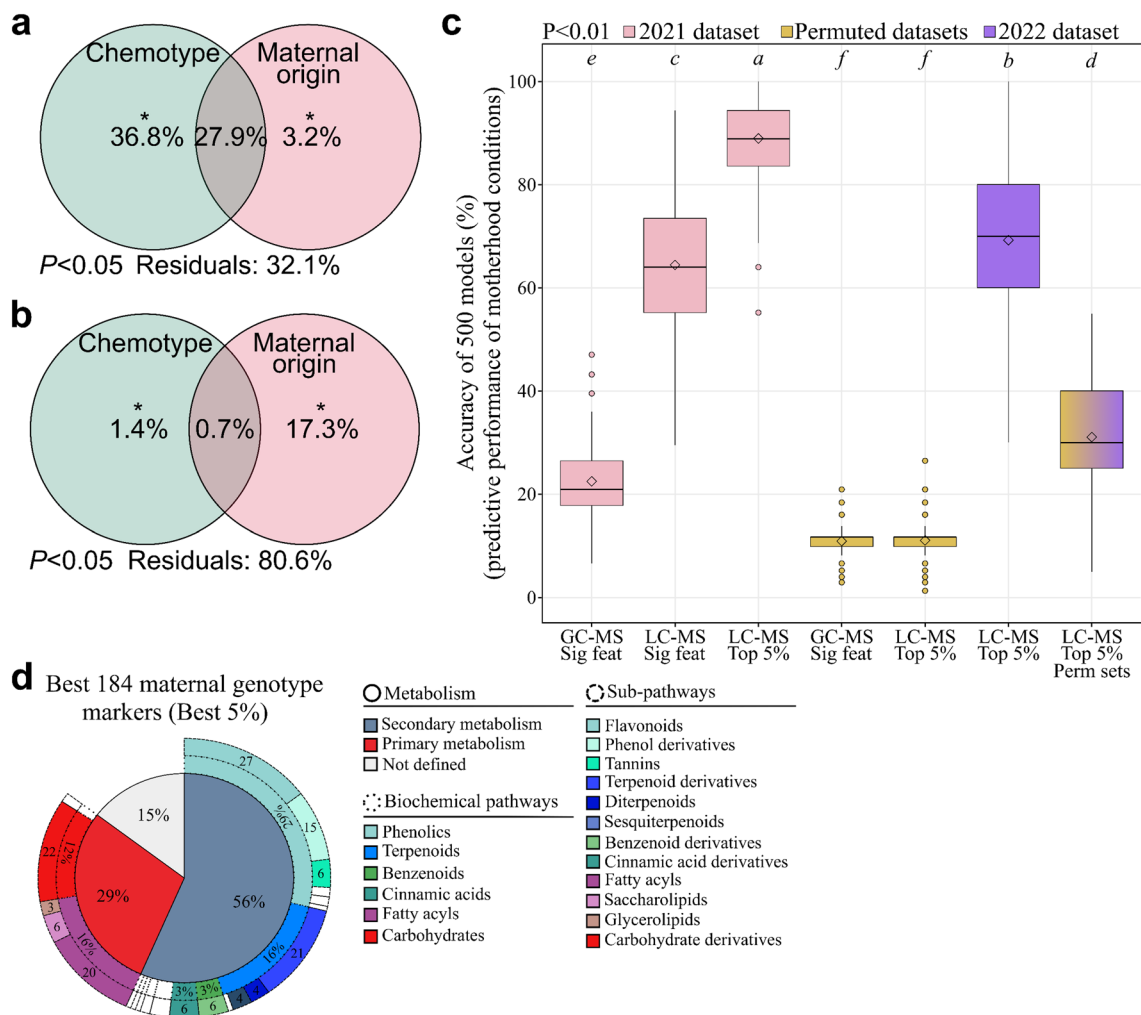 a
Chemotype
Maternal
origin
*
36.8%
27.9%
*
3.2%
P<0.05 Residuals: 32.1%
b
Chemotype
Maternal
origin
*
1.4%
0.7%
*
17.3%
P<0.05 Residuals: 80.6%
c
P<0.01 2021 dataset Permuted datasets 2022 dataset
e c a f f b d
Accuracy of 500 models (%)
(predictive performance of motherhood conditions)
100
80
60
40
20
0
GC-MS
Sig feat
LC-MS
Sig feat
LC-MS
Top 5%
GC-MS
Sig feat
LC-MS
Top 5%
LC-MS
Top 5%
LC-MS
Top 5%
Perm sets
d
Best 184 maternal genotype
markers (Best 5%)
15%
29%
56%
27
29%
15
6
21
16%
4
4
3%
6
3%
6
20
16%
6
3
22
12%
Metabolism
Secondary metabolism
Primary metabolism
Not defined
Biochemical pathways
Phenolics
Terpenoids
Benzenoids
Cinnamic acids
Fatty acyls
Carbohydrates
Sub-pathways
Flavonoids
Phenol derivatives
Tannins
Terpenoid derivatives
Diterpenoids
Sesquiterpenoids
Benzenoid derivatives
Cinnamic acid derivatives
Fatty acyls
Saccharolipids
Glycerolipids
Carbohydrate derivatives